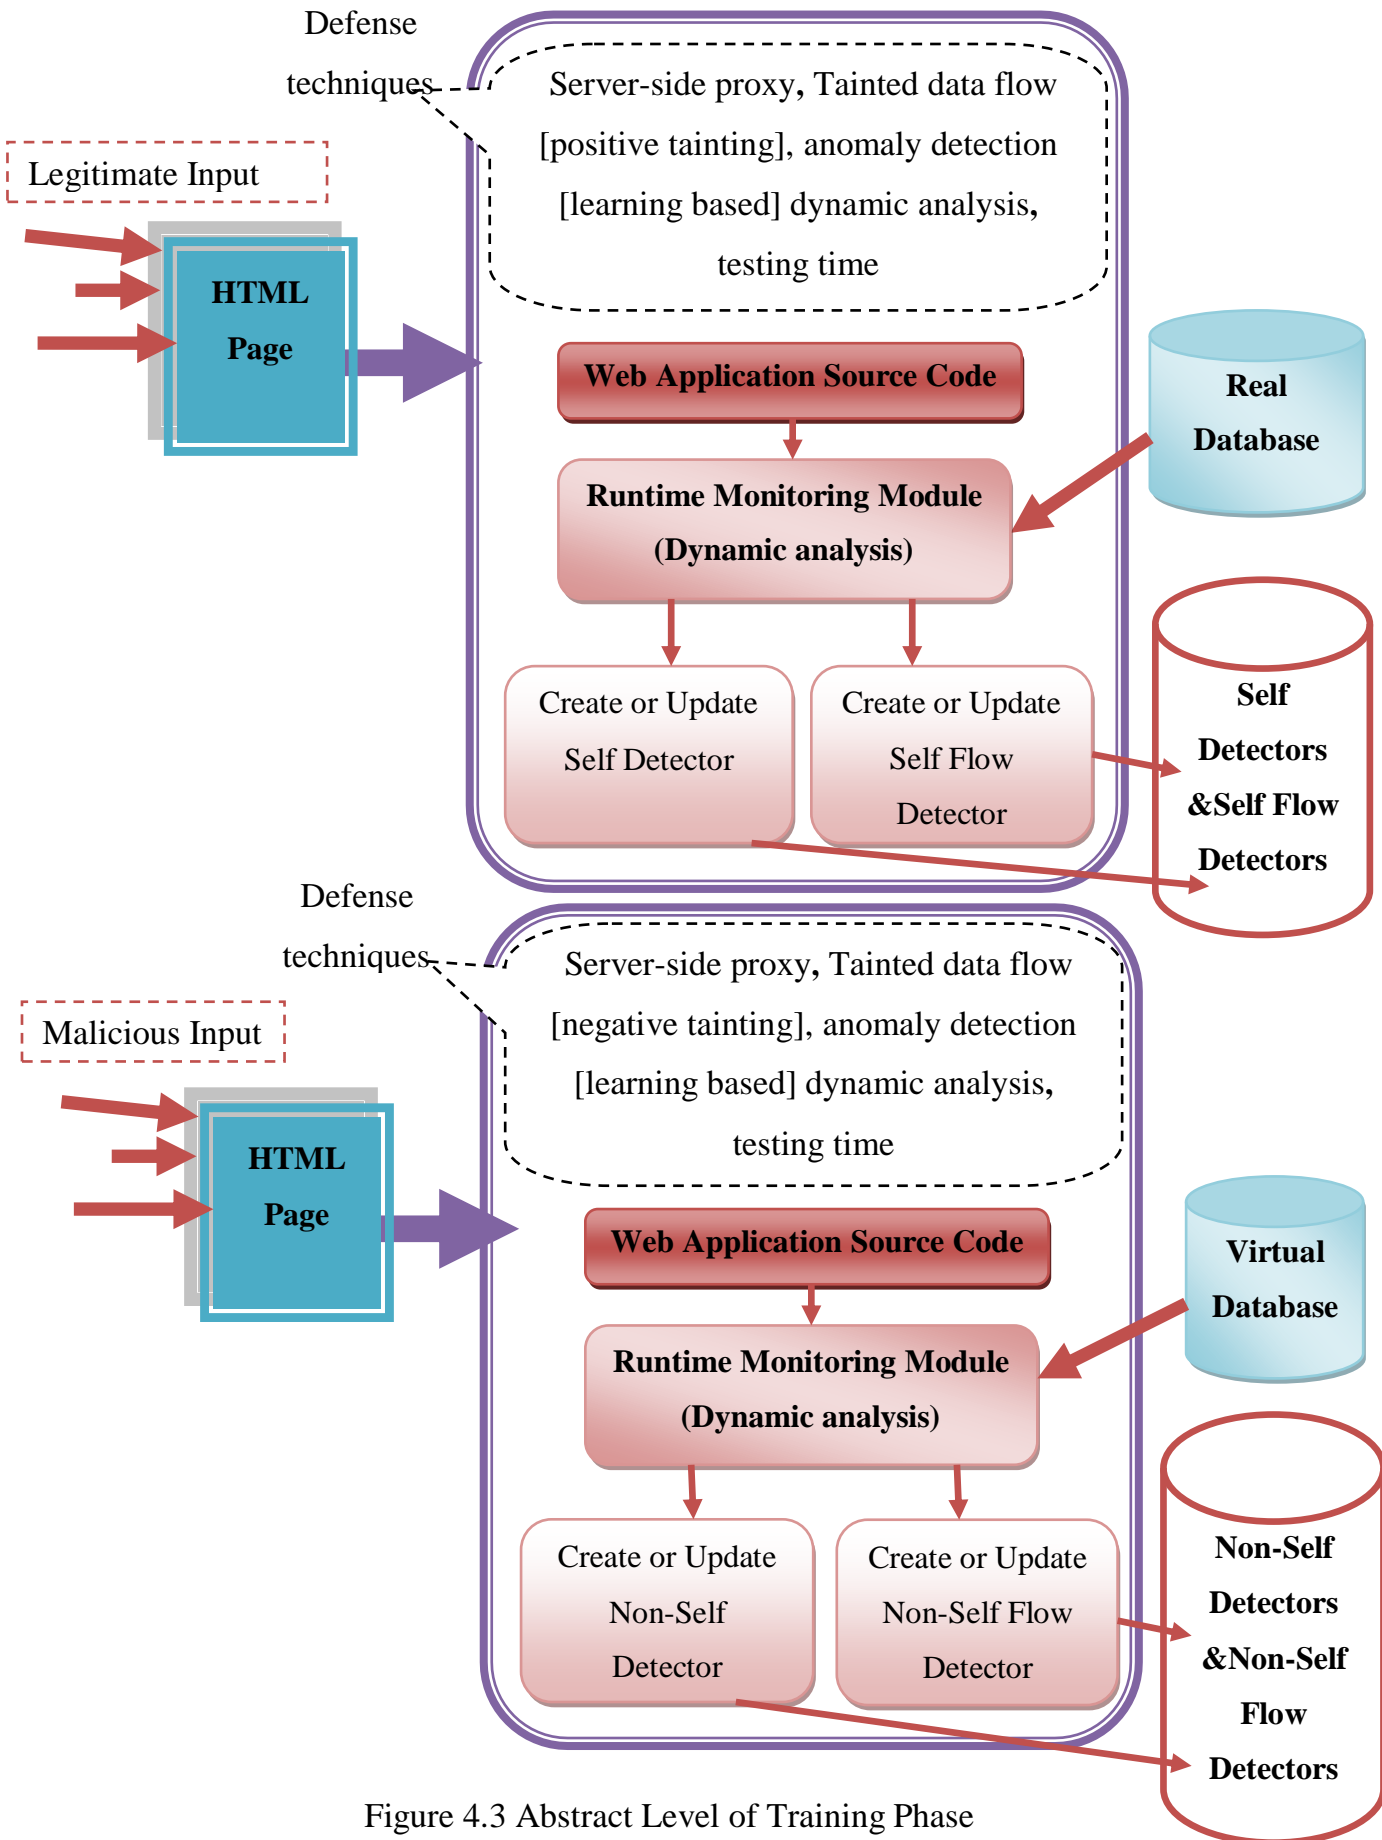 Defense
techniques
Server-side proxy, Tainted data flow
[positive tainting], anomaly detection
[learning based] dynamic analysis,
testing time
Legitimate Input
HTML
Page
Web Application Source Code
Real
Database
Runtime Monitoring Module
(Dynamic analysis)
Create or Update
Self Detector
Create or Update
Self Flow
Detector
Self
Detectors
&Self Flow
Detectors
Defense
techniques
Server-side proxy, Tainted data flow
[negative tainting], anomaly detection
[learning based] dynamic analysis,
testing time
Malicious Input
HTML
Page
Web Application Source Code
Virtual
Database
Runtime Monitoring Module
(Dynamic analysis)
Create or Update
Non-Self
Detector
Create or Update
Non-Self Flow
Detector
Non-Self
Detectors
&Non-Self
Flow
Detectors
Figure 4.3 Abstract Level of Training Phase